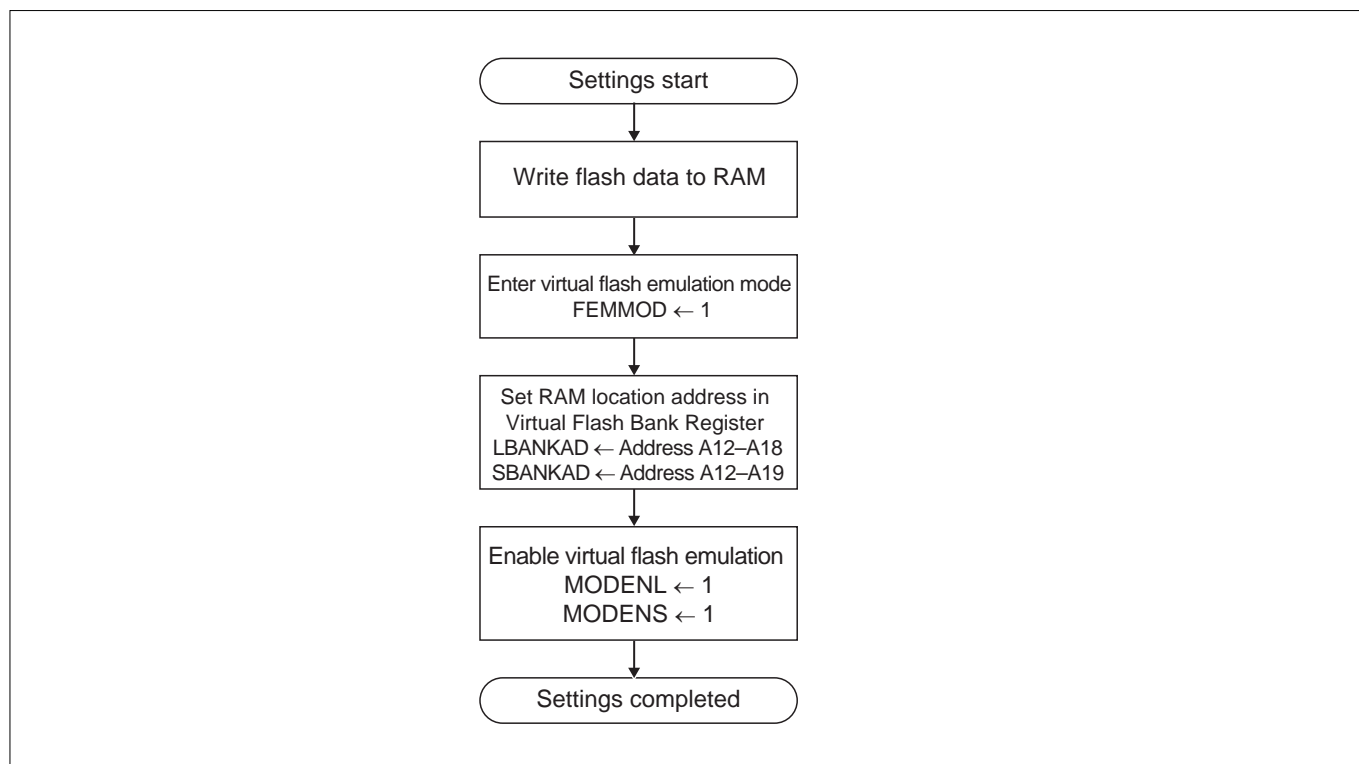 Settings start
Write flash data to RAM
Enter virtual flash emulation mode
FEMMOD ← 1
Set RAM location address in
Virtual Flash Bank Register
LBANKAD ← Address A12–A18
SBANKAD ← Address A12–A19
Enable virtual flash emulation
MODENL ← 1
MODENS ← 1
Settings completed